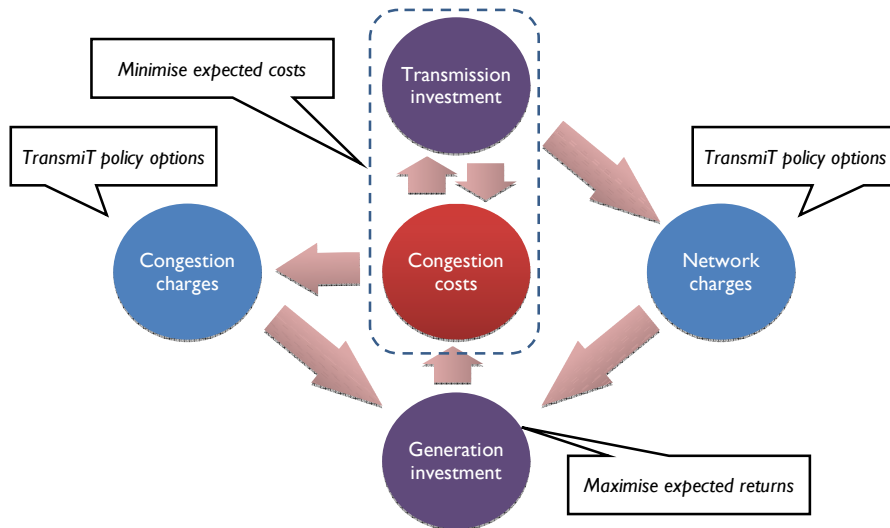 Transmission
investment
Minimise expected costs
TransmiT policy options
TransmiT policy options
Congestion
charges
Congestion
costs
Network
charges
Generation
investment
Maximise expected returns